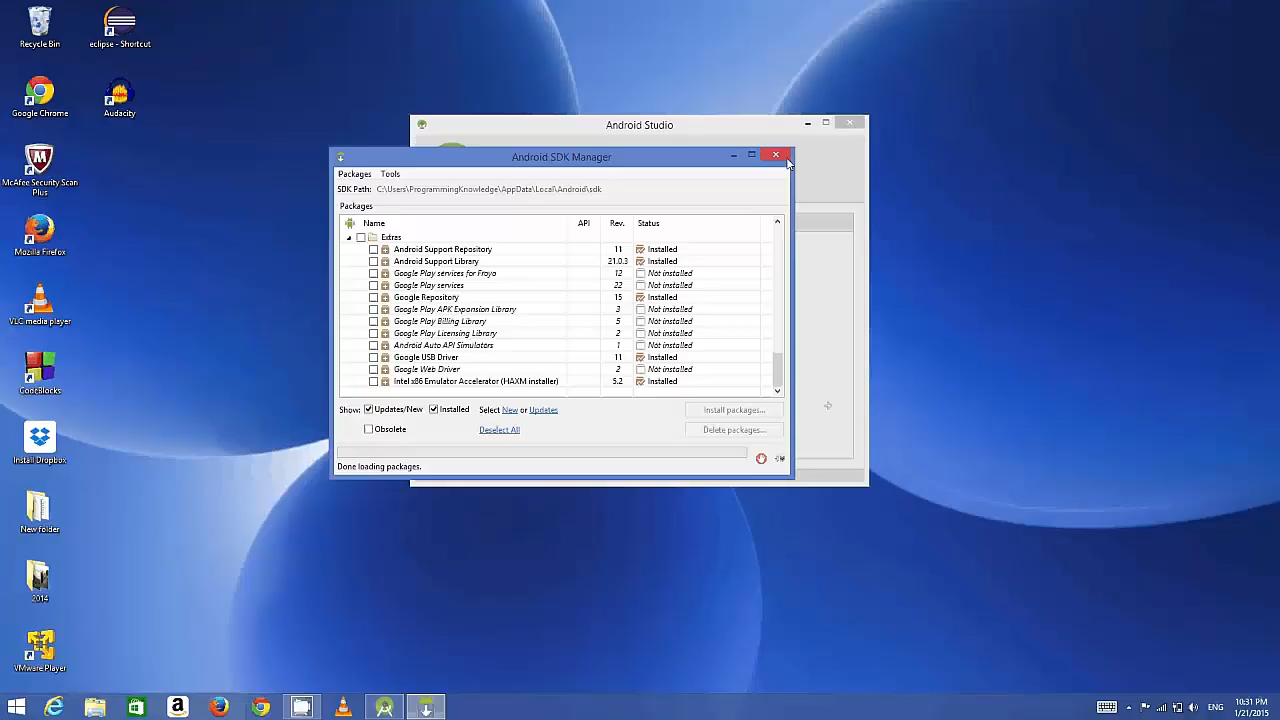 Recycle Bin
eclipse - Shortcut
Google Chrome
Audacity
McAfee Security Scan
Plus
Mozilla Firefox
VLC media player
CodeBlocks
Install Dropbox
New folder
2014
VMware Player
Android Studio
Android SDK Manager
Packages Tools
SDK Path: C:\Users\ProgrammingKnowledge\AppData\Local\Android\sdk
Packages
Name API Rev. Status
Extras
Android Support Repository 11 Installed
Android Support Library 21.0.3 Installed
Google Play services for Froyo 12 Not installed
Google Play services 22 Not installed
Google Repository 15 Installed
Google Play APK Expansion Library 3 Not installed
Google Play Billing Library 5 Not installed
Google Play Licensing Library 2 Not installed
Android Auto API Simulators 1 Not installed
Google USB Driver 11 Installed
Google Web Driver 2 Not installed
Intel x86 Emulator Accelerator (HAXM installer) 5.2 Installed
Show: Updates/New Installed Select New or Updates Install packages...
Obsolete Deselect All Delete packages...
Done loading packages.
ENG
10:31 PM
1/21/2015